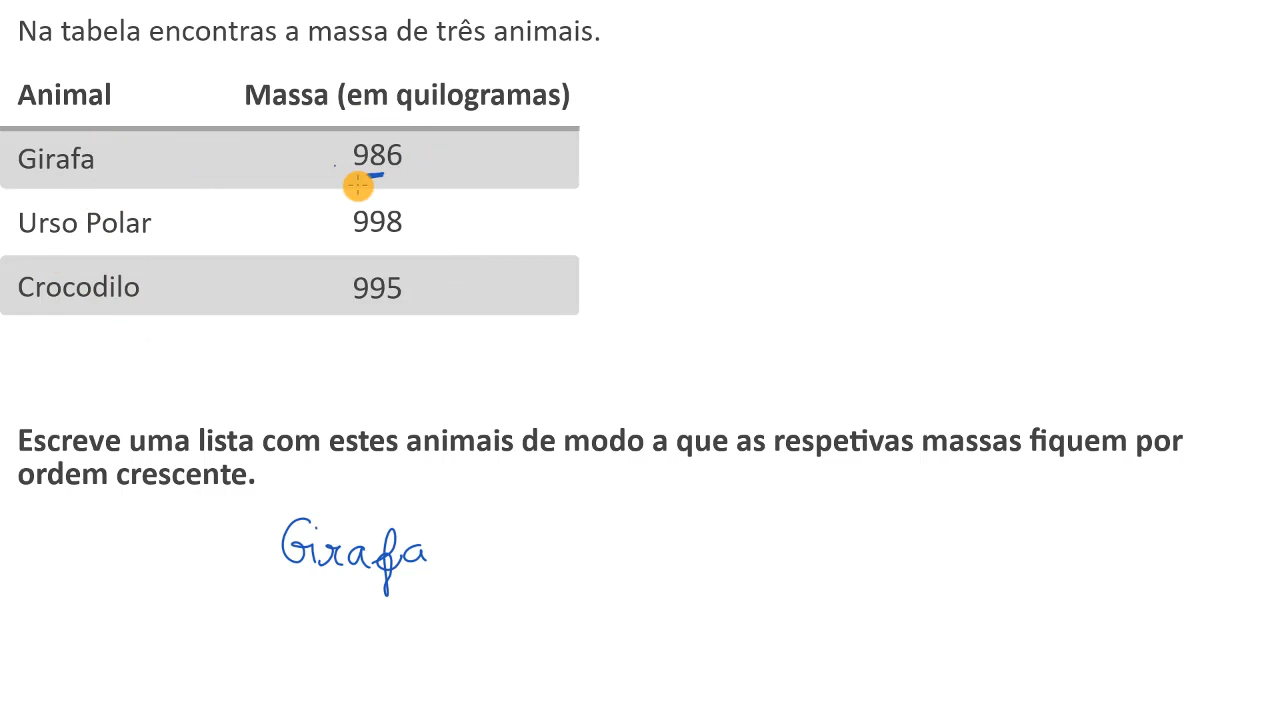 Na tabela encontras a massa de três animais.
Animal Massa (em quilogramas)
Girafa 986
Urso Polar 998
Crocodilo 995
Escreve uma lista com estes animais de modo a que as respetivas massas fiquem por
ordem crescente.
Girafa